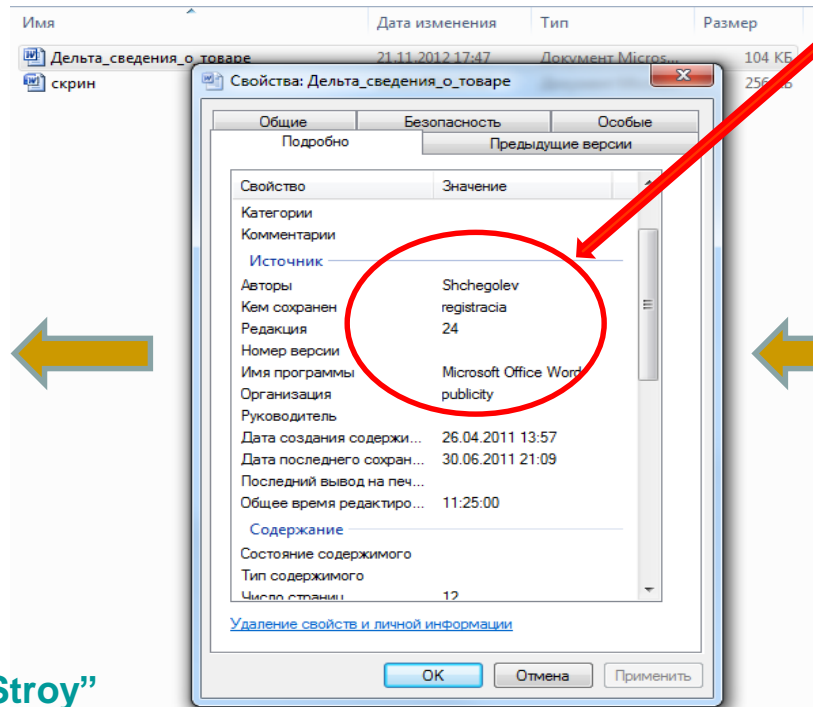 Имя Дата изменения Тип Размер
Дельта_сведения_о_товаре 21.11.2012 17:47 Документ Micros... 104 КБ
скрин 256 КБ
Свойства: Дельта_сведения_о_товаре
Общие Безопасность Особые
Подробно Предыдущие версии
Свойство Значение
Категории
Комментарии
Источник
Авторы Shchegolev
Кем сохранен registracia
Редакция 24
Номер версии
Имя программы Microsoft Office Word
Организация publicity
Руководитель
Дата создания содержи... 26.04.2011 13:57
Дата последнего сохран... 30.06.2011 21:09
Последний вывод на печ...
Общее время редактиро... 11:25:00
Содержание
Состояние содержимого
Тип содержимого
Число страниц 12
Удаление свойств и личной информации
OK Отмена Применить
Stroy”